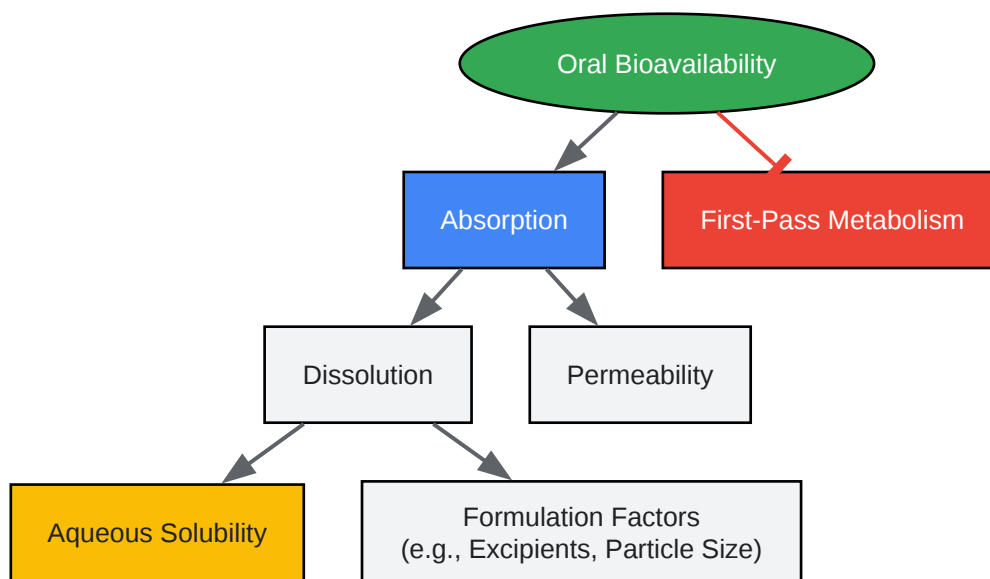 Oral Bioavailability
Absorption
First-Pass Metabolism
Dissolution
Permeability
Aqueous Solubility
Formulation Factors
(e.g., Excipients, Particle Size)